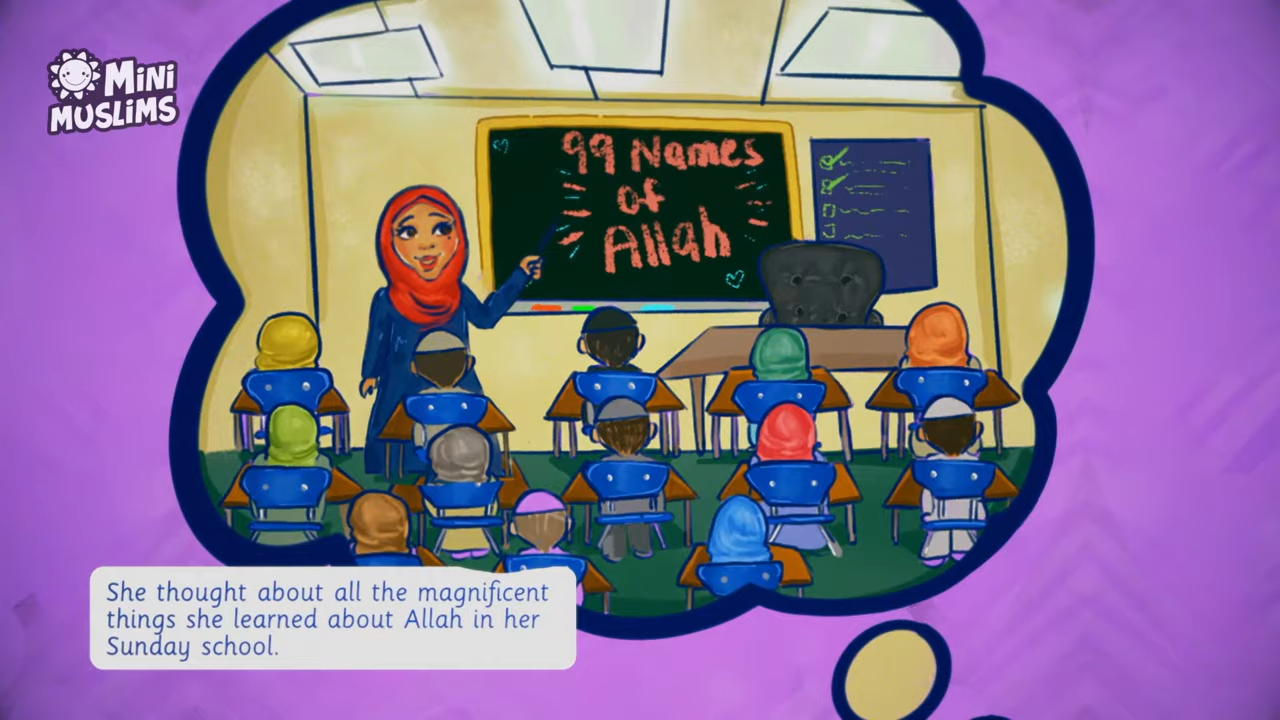 Mini
Muslims
99 Names
of
Allah
She thought about all the magnificent
things she learned about Allah in her
Sunday school.